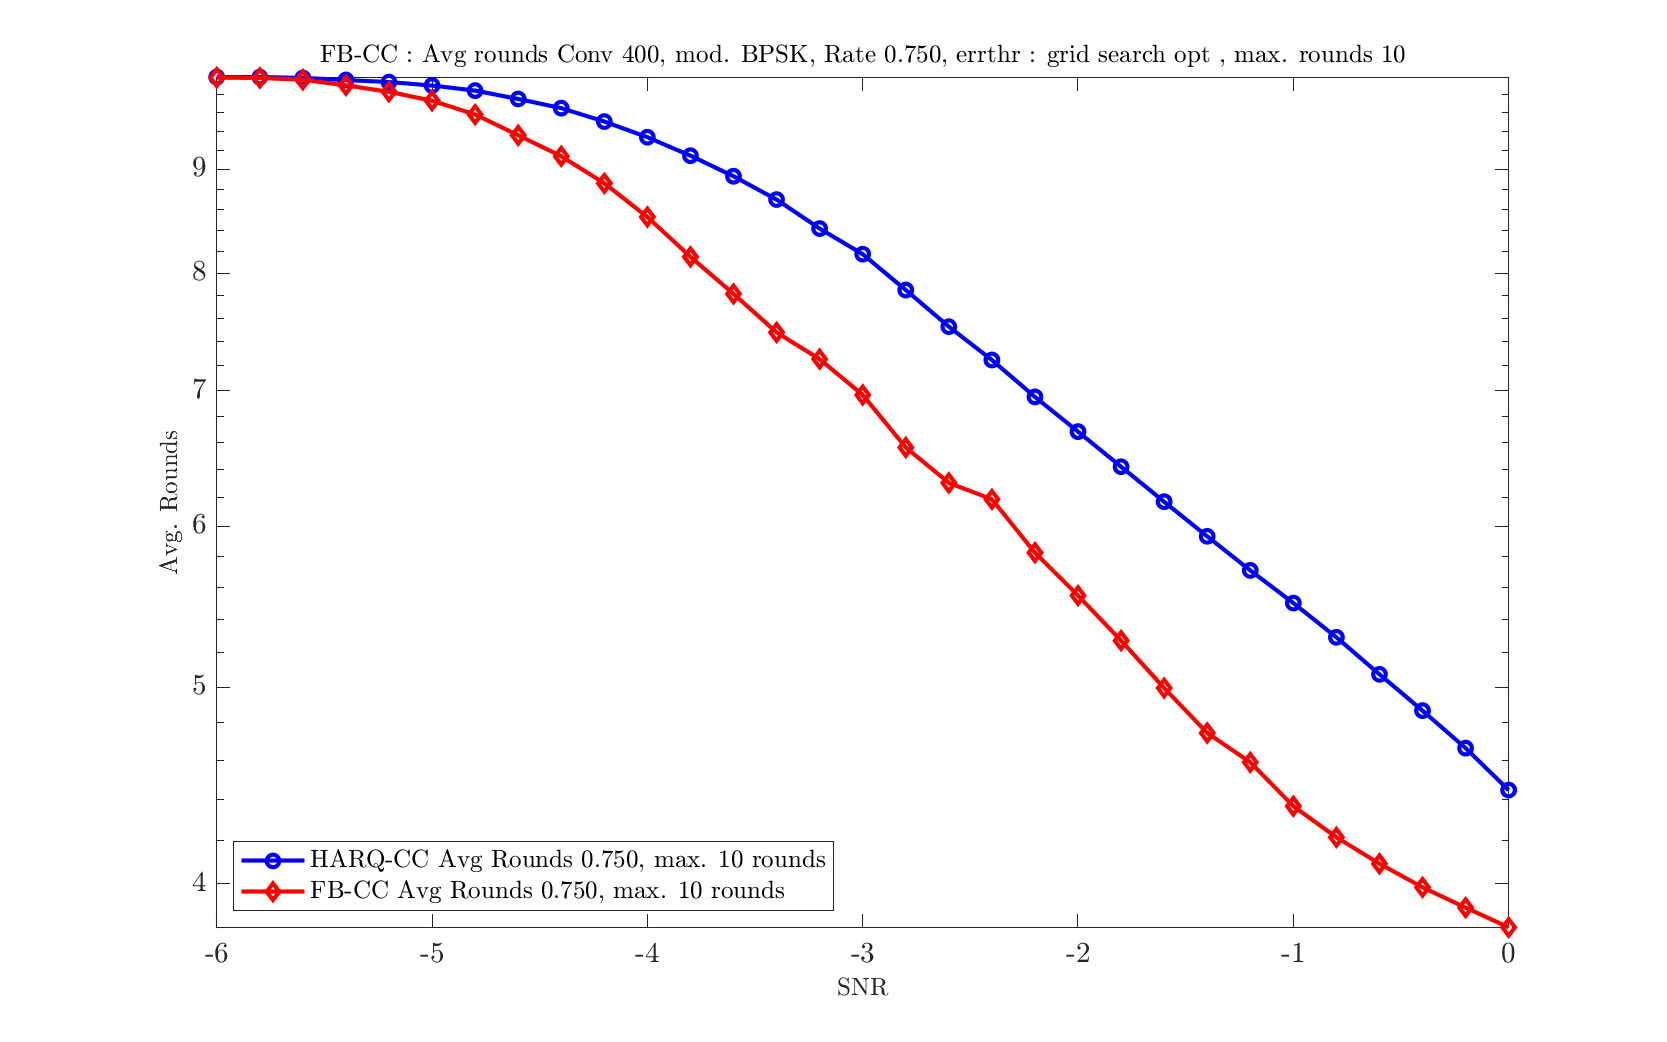 FB-CC : Avg rounds Conv 400, mod. BPSK, Rate 0.750, errthr : grid search opt , max. rounds 10
9
8
7
6
5
4
Avg. Rounds
HARQ-CC Avg Rounds 0.750, max. 10 rounds
FB-CC Avg Rounds 0.750, max. 10 rounds
-6 -5 -4 -3 -2 -1 0
SNR